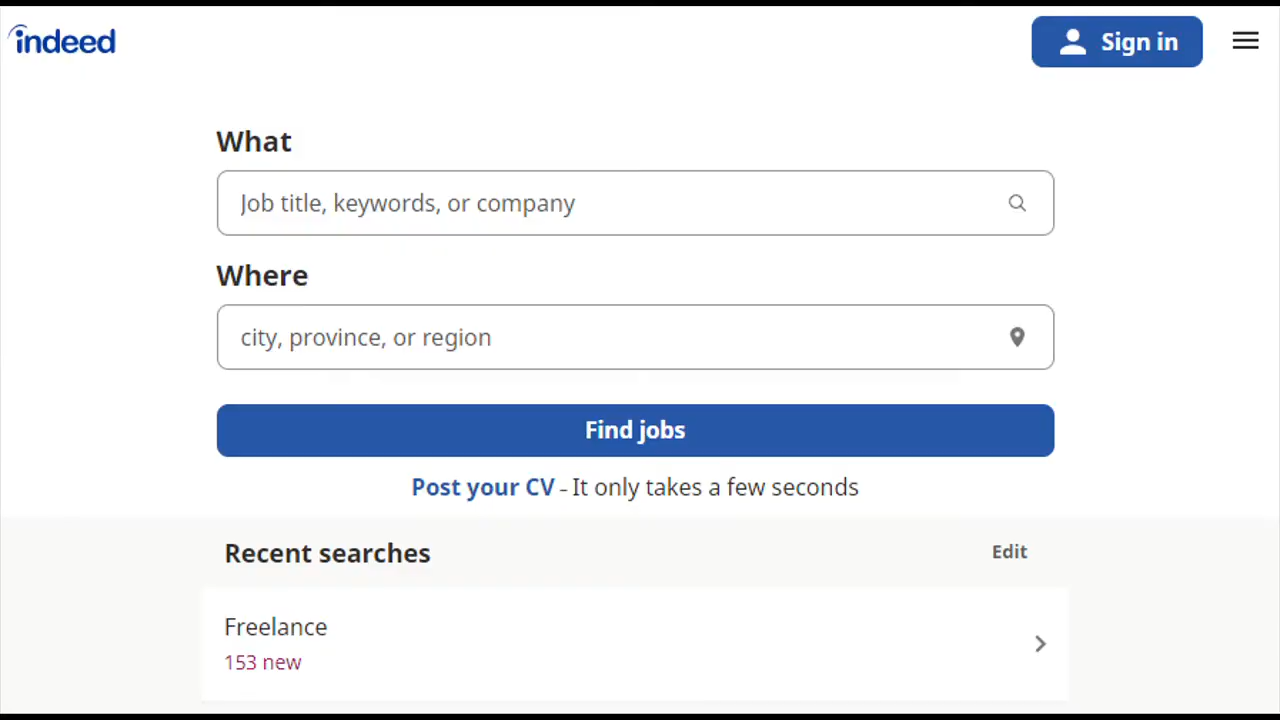 indeed
Sign in
What
Job title, keywords, or company
Where
city, province, or region
Find jobs
Post your CV - It only takes a few seconds
Recent searches
Edit
Freelance
153 new